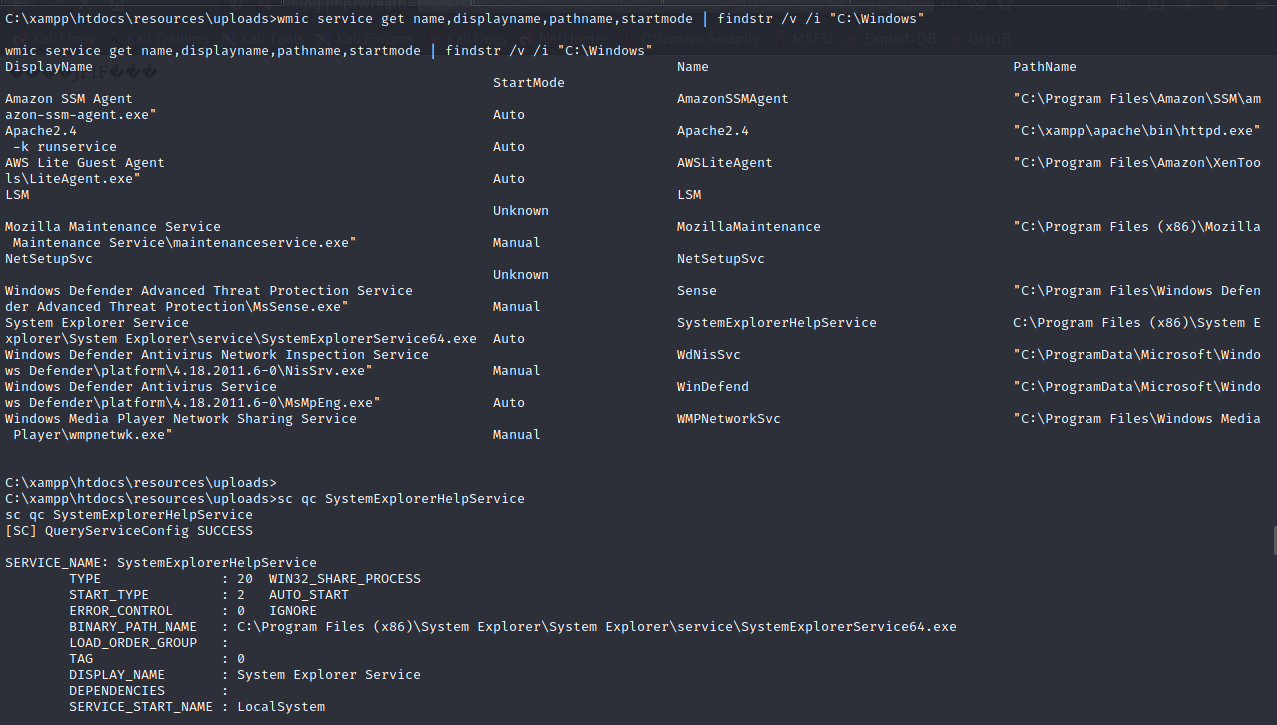 C:\xampp\htdocs\resources\uploads>wmic service get name,displayname,pathname,startmode | findstr /v /i "C:\Windows"
wmic service get name,displayname,pathname,startmode | findstr /v /i "C:\Windows"
DisplayName Name PathName
StartMode
Amazon SSM Agent AmazonSSMAgent "C:\Program Files\Amazon\SSM\am
azon-ssm-agent.exe" Auto
Apache2.4 Apache2.4 "C:\xampp\apache\bin\httpd.exe"
-k runservice Auto
AWS Lite Guest Agent AWSLiteAgent "C:\Program Files\Amazon\XenToo
ls\LiteAgent.exe" Auto
LSM LSM
Unknown
Mozilla Maintenance Service MozillaMaintenance "C:\Program Files (x86)\Mozilla
Maintenance Service\maintenanceservice.exe" Manual
NetSetupSvc NetSetupSvc
Unknown
Windows Defender Advanced Threat Protection Service Sense "C:\Program Files\Windows Defen
der Advanced Threat Protection\MsSense.exe" Manual
System Explorer Service SystemExplorerHelpService C:\Program Files (x86)\System E
xplorer\System Explorer\service\SystemExplorerService64.exe Auto
Windows Defender Antivirus Network Inspection Service WdNisSvc "C:\ProgramData\Microsoft\Windo
ws Defender\platform\4.18.2011.6-0\NisSrv.exe" Manual
Windows Defender Antivirus Service WinDefend "C:\ProgramData\Microsoft\Windo
ws Defender\platform\4.18.2011.6-0\MsMpEng.exe" Auto
Windows Media Player Network Sharing Service WMPNetworkSvc "C:\Program Files\Windows Media
Player\wmpnetwk.exe" Manual
C:\xampp\htdocs\resources\uploads>
C:\xampp\htdocs\resources\uploads>sc qc SystemExplorerHelpService
sc qc SystemExplorerHelpService
[SC] QueryServiceConfig SUCCESS
SERVICE_NAME: SystemExplorerHelpService
TYPE : 20 WIN32_SHARE_PROCESS
START_TYPE : 2 AUTO_START
ERROR_CONTROL : 0 IGNORE
BINARY_PATH_NAME : C:\Program Files (x86)\System Explorer\System Explorer\service\SystemExplorerService64.exe
LOAD_ORDER_GROUP :
TAG : 0
DISPLAY_NAME : System Explorer Service
DEPENDENCIES :
SERVICE_START_NAME : LocalSystem